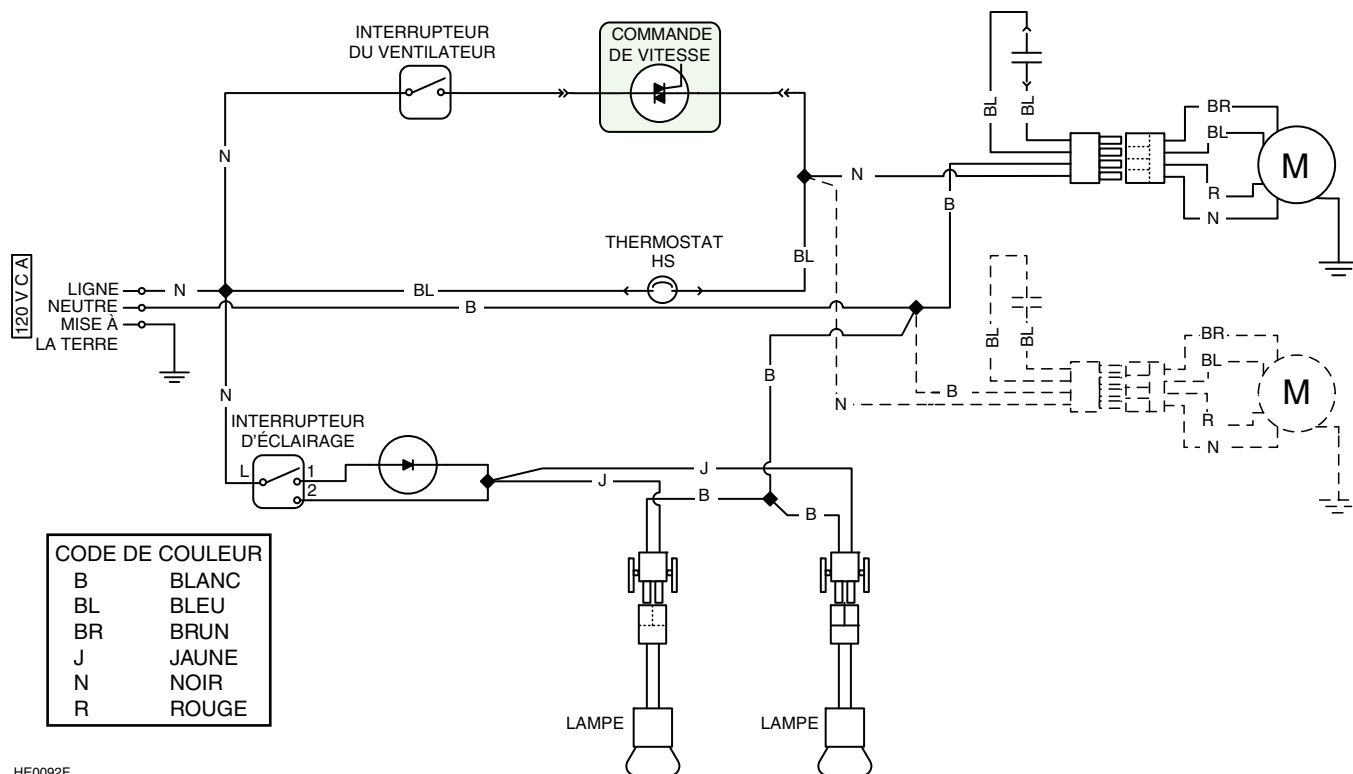 INTERRUPTEUR
DU VENTILATEUR
COMMANDE
DE VITESSE
BL
BL
BR
BL
M
R
N
N
N
B
THERMOSTAT
HS
BL
120 V C A
LIGNE
N
BL
NEUTRE
B
MISE À
LA TERRE
BL
BL
BR
BL
M
R
N
B
N
B
N
INTERRUPTEUR
D'ÉCLAIRAGE
L
1
2
J
J
B
B
CODE DE COULEUR
B BLANC
BL BLEU
BR BRUN
J JAUNE
N NOIR
R ROUGE
LAMPE
LAMPE
HE0092F